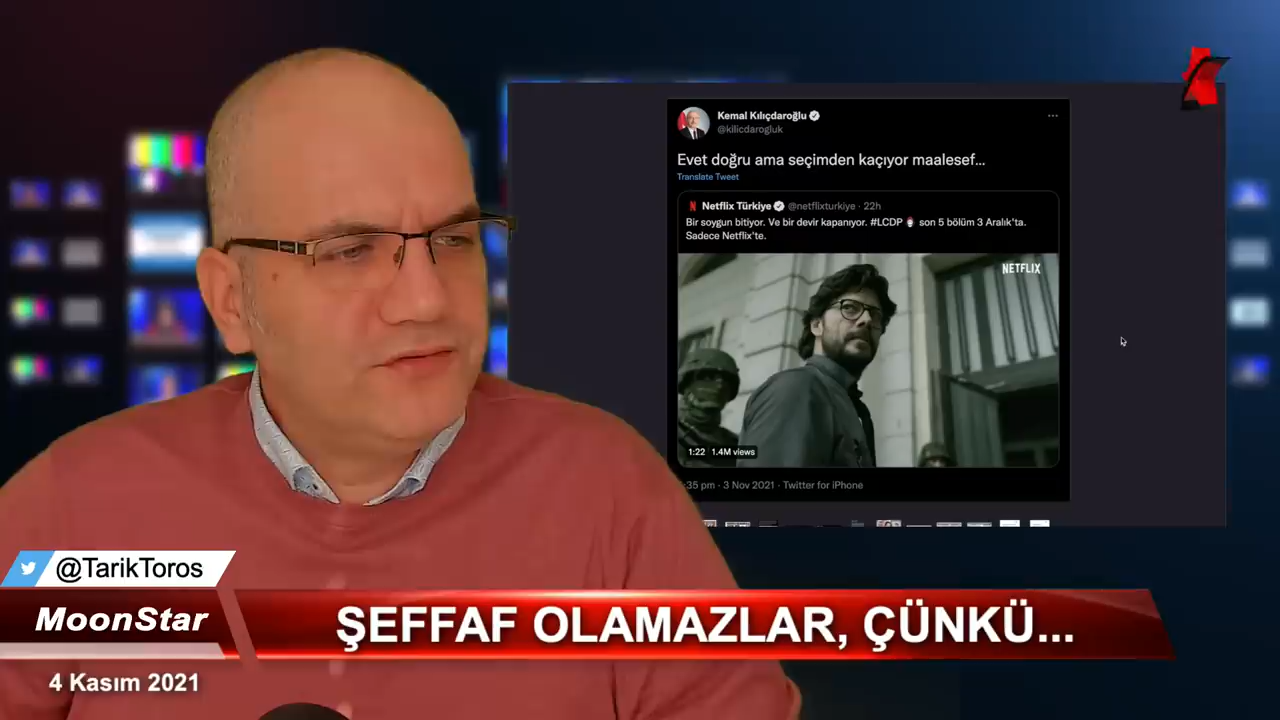 Kemal Kılıçdaroğlu
@kilicdarogluk
Evet doğru ama seçimden kaçıyor maalesef...
Translate Tweet
Netflix Türkiye @netflixturkiye · 22h
Bir soygun bitiyor. Ve bir devir kapanıyor. #LCDP son 5 bölüm 3 Aralık'ta.
Sadece Netflix'te.
NETFLIX
1:22 1.4M views
:35 pm · 3 Nov 2021 · Twitter for iPhone
@TarikToros
MoonStar
ŞEFFAF OLAMAZLAR, ÇÜNKÜ...
4 Kasım 2021